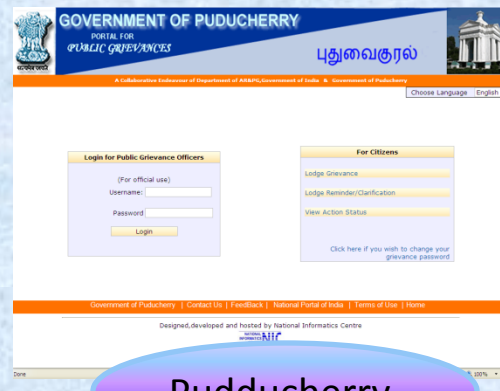 GOVERNMENT OF PUDUCHERRY
PORTAL FOR
PUBLIC GRIEVANCES
புதுவைகுரல்
A Collaboration Endeavour of Department of AR&PG,Government of India & Government of Puducherry
Choose Language English
Login for Public Grievance Officers
(For official use)
Username:
Password
Login
For Citizens
Lodge Grievance
Lodge Reminder/Clarification
View Action Status
Click here if you wish to change your
grievance password
Government of Puducherry | Contact Us | FeedBack | National Portal of India | Terms of Use | Home
Designed,developed and hosted by National Informatics Centre
NIC
Done
100%
Pudducherry